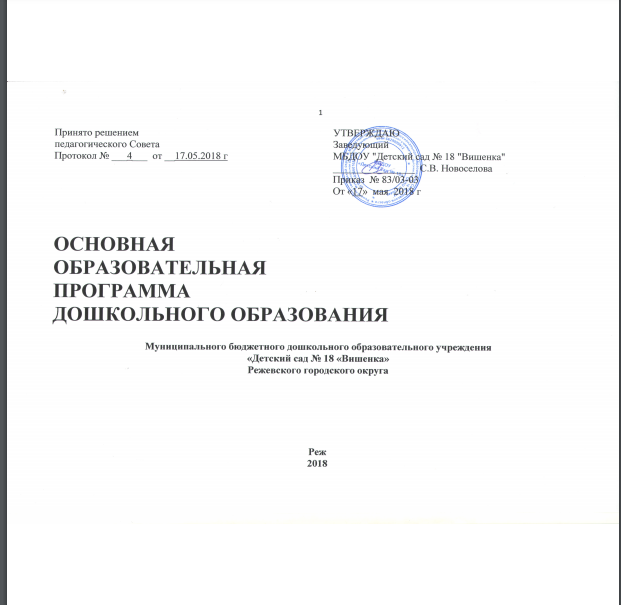 1
Принято решением
педагогического Совета
Протокол № 4 от 17.05.2018 г
УТВЕРЖДАЮ
Заведующий
МБДОУ "Детский сад № 18 "Вишенка"
С.В. Новоселова
Приказ № 83/03-03
От «17» мая 2018 г
ОСНОВНАЯ
ОБРАЗОВАТЕЛЬНАЯ
ПРОГРАММА
ДОШКОЛЬНОГО ОБРАЗОВАНИЯ
Муниципального бюджетного дошкольного образовательного учреждения
«Детский сад № 18 «Вишенка»
Режевского городского округа
Реж
2018